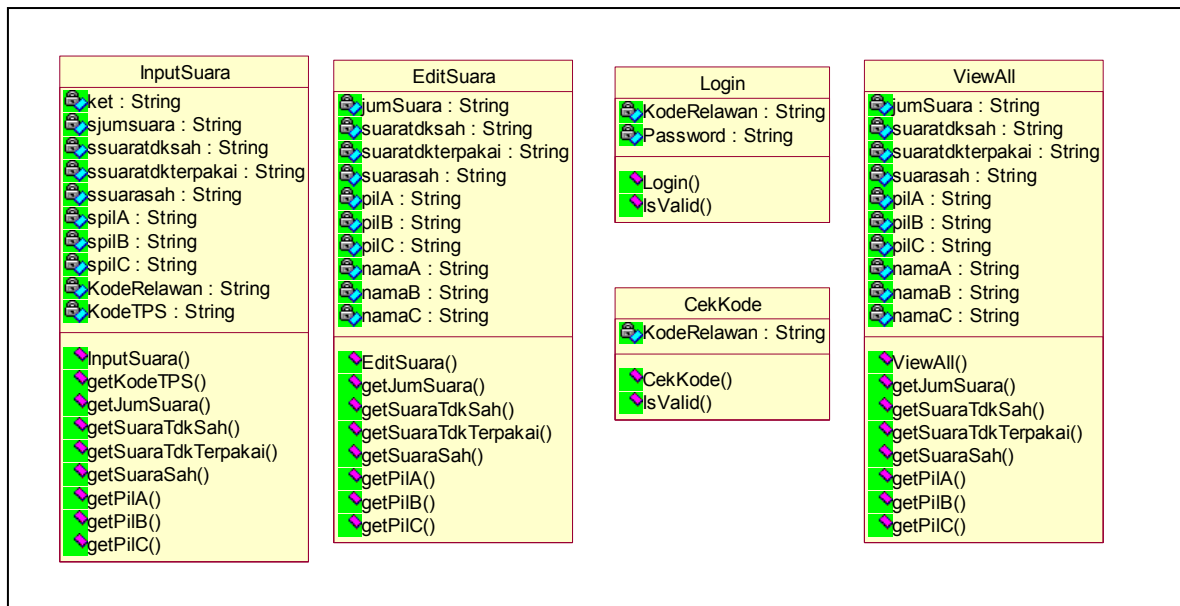 InputSuara
ket : String
sjumsuara : String
ssuaratdksah : String
ssuaratdkterpakai : String
ssuarasah : String
spilA : String
spilB : String
spilC : String
KodeRelawan : String
KodeTPS : String
InputSuara()
getKodeTPS()
getJumSuara()
getSuaraTdkSah()
getSuaraTdkTerpakai()
getSuaraSah()
getPilA()
getPilB()
getPilC()
EditSuara
jumSuara : String
suaratdksah : String
suaratdkterpakai : String
suarasah : String
pilA : String
pilB : String
pilC : String
namaA : String
namaB : String
namaC : String
EditSuara()
getJumSuara()
getSuaraTdkSah()
getSuaraTdkTerpakai()
getSuaraSah()
getPilA()
getPilB()
getPilC()
Login
KodeRelawan : String
Password : String
Login()
IsValid()
CekKode
KodeRelawan : String
CekKode()
IsValid()
ViewAll
jumSuara : String
suaratdksah : String
suaratdkterpakai : String
suarasah : String
pilA : String
pilB : String
pilC : String
namaA : String
namaB : String
namaC : String
ViewAll()
getJumSuara()
getSuaraTdkSah()
getSuaraTdkTerpakai()
getSuaraSah()
getPilA()
getPilB()
getPilC()